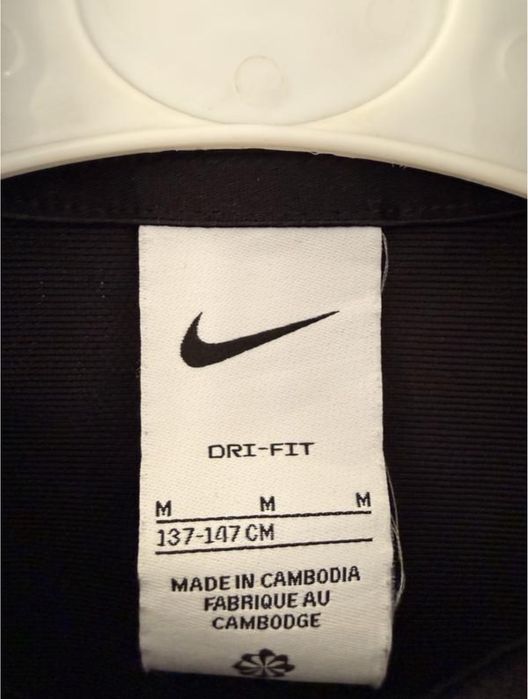 DRI-FIT
M M M
137-147 CM
MADE IN CAMBODIA
FABRIQUE AU
CAMBODGE